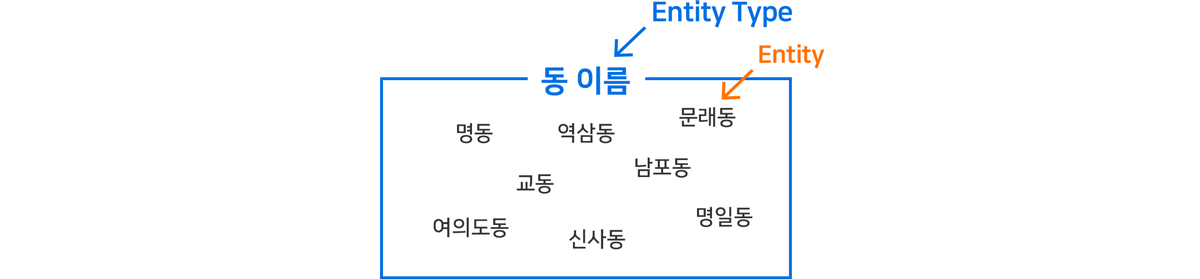 Entity Type
Entity
동 이름
문래동
명동
역삼동
남포동
교동
명일동
여의도동
신사동